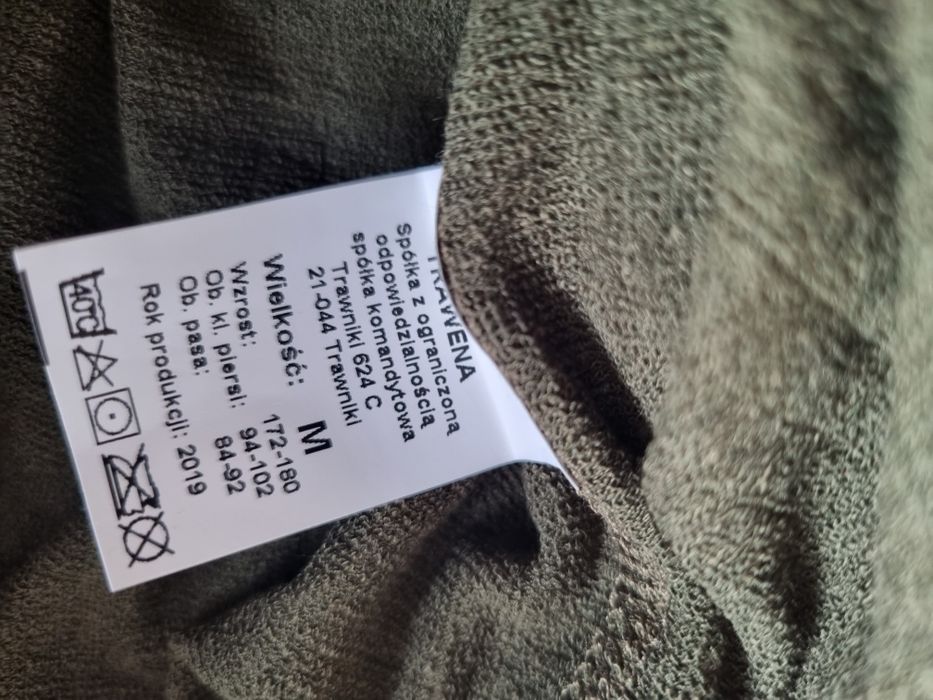 TRAWENA
Spółka z ograniczoną
odpowiedzialnością
spółka komandytowa
Trawniki 624 C
21-044 Trawniki
Wielkość: M
Wzrost: 172-180
Ob. kl. piersi: 94-102
Ob. pasa: 84-92
Rok produkcji: 2019
40°C